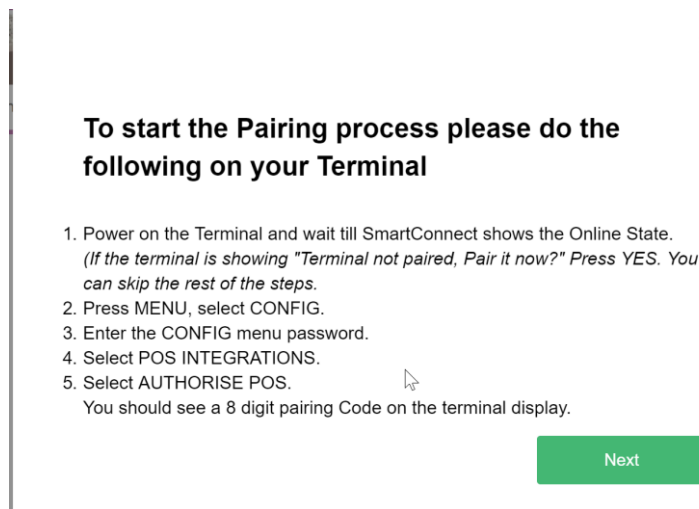 To start the Pairing process please do the
following on your Terminal
1. Power on the Terminal and wait till SmartConnect shows the Online State.
(If the terminal is showing "Terminal not paired, Pair it now?" Press YES. You
can skip the rest of the steps.
2. Press MENU, select CONFIG.
3. Enter the CONFIG menu password.
4. Select POS INTEGRATIONS.
5. Select AUTHORISE POS.
You should see a 8 digit pairing Code on the terminal display.
Next